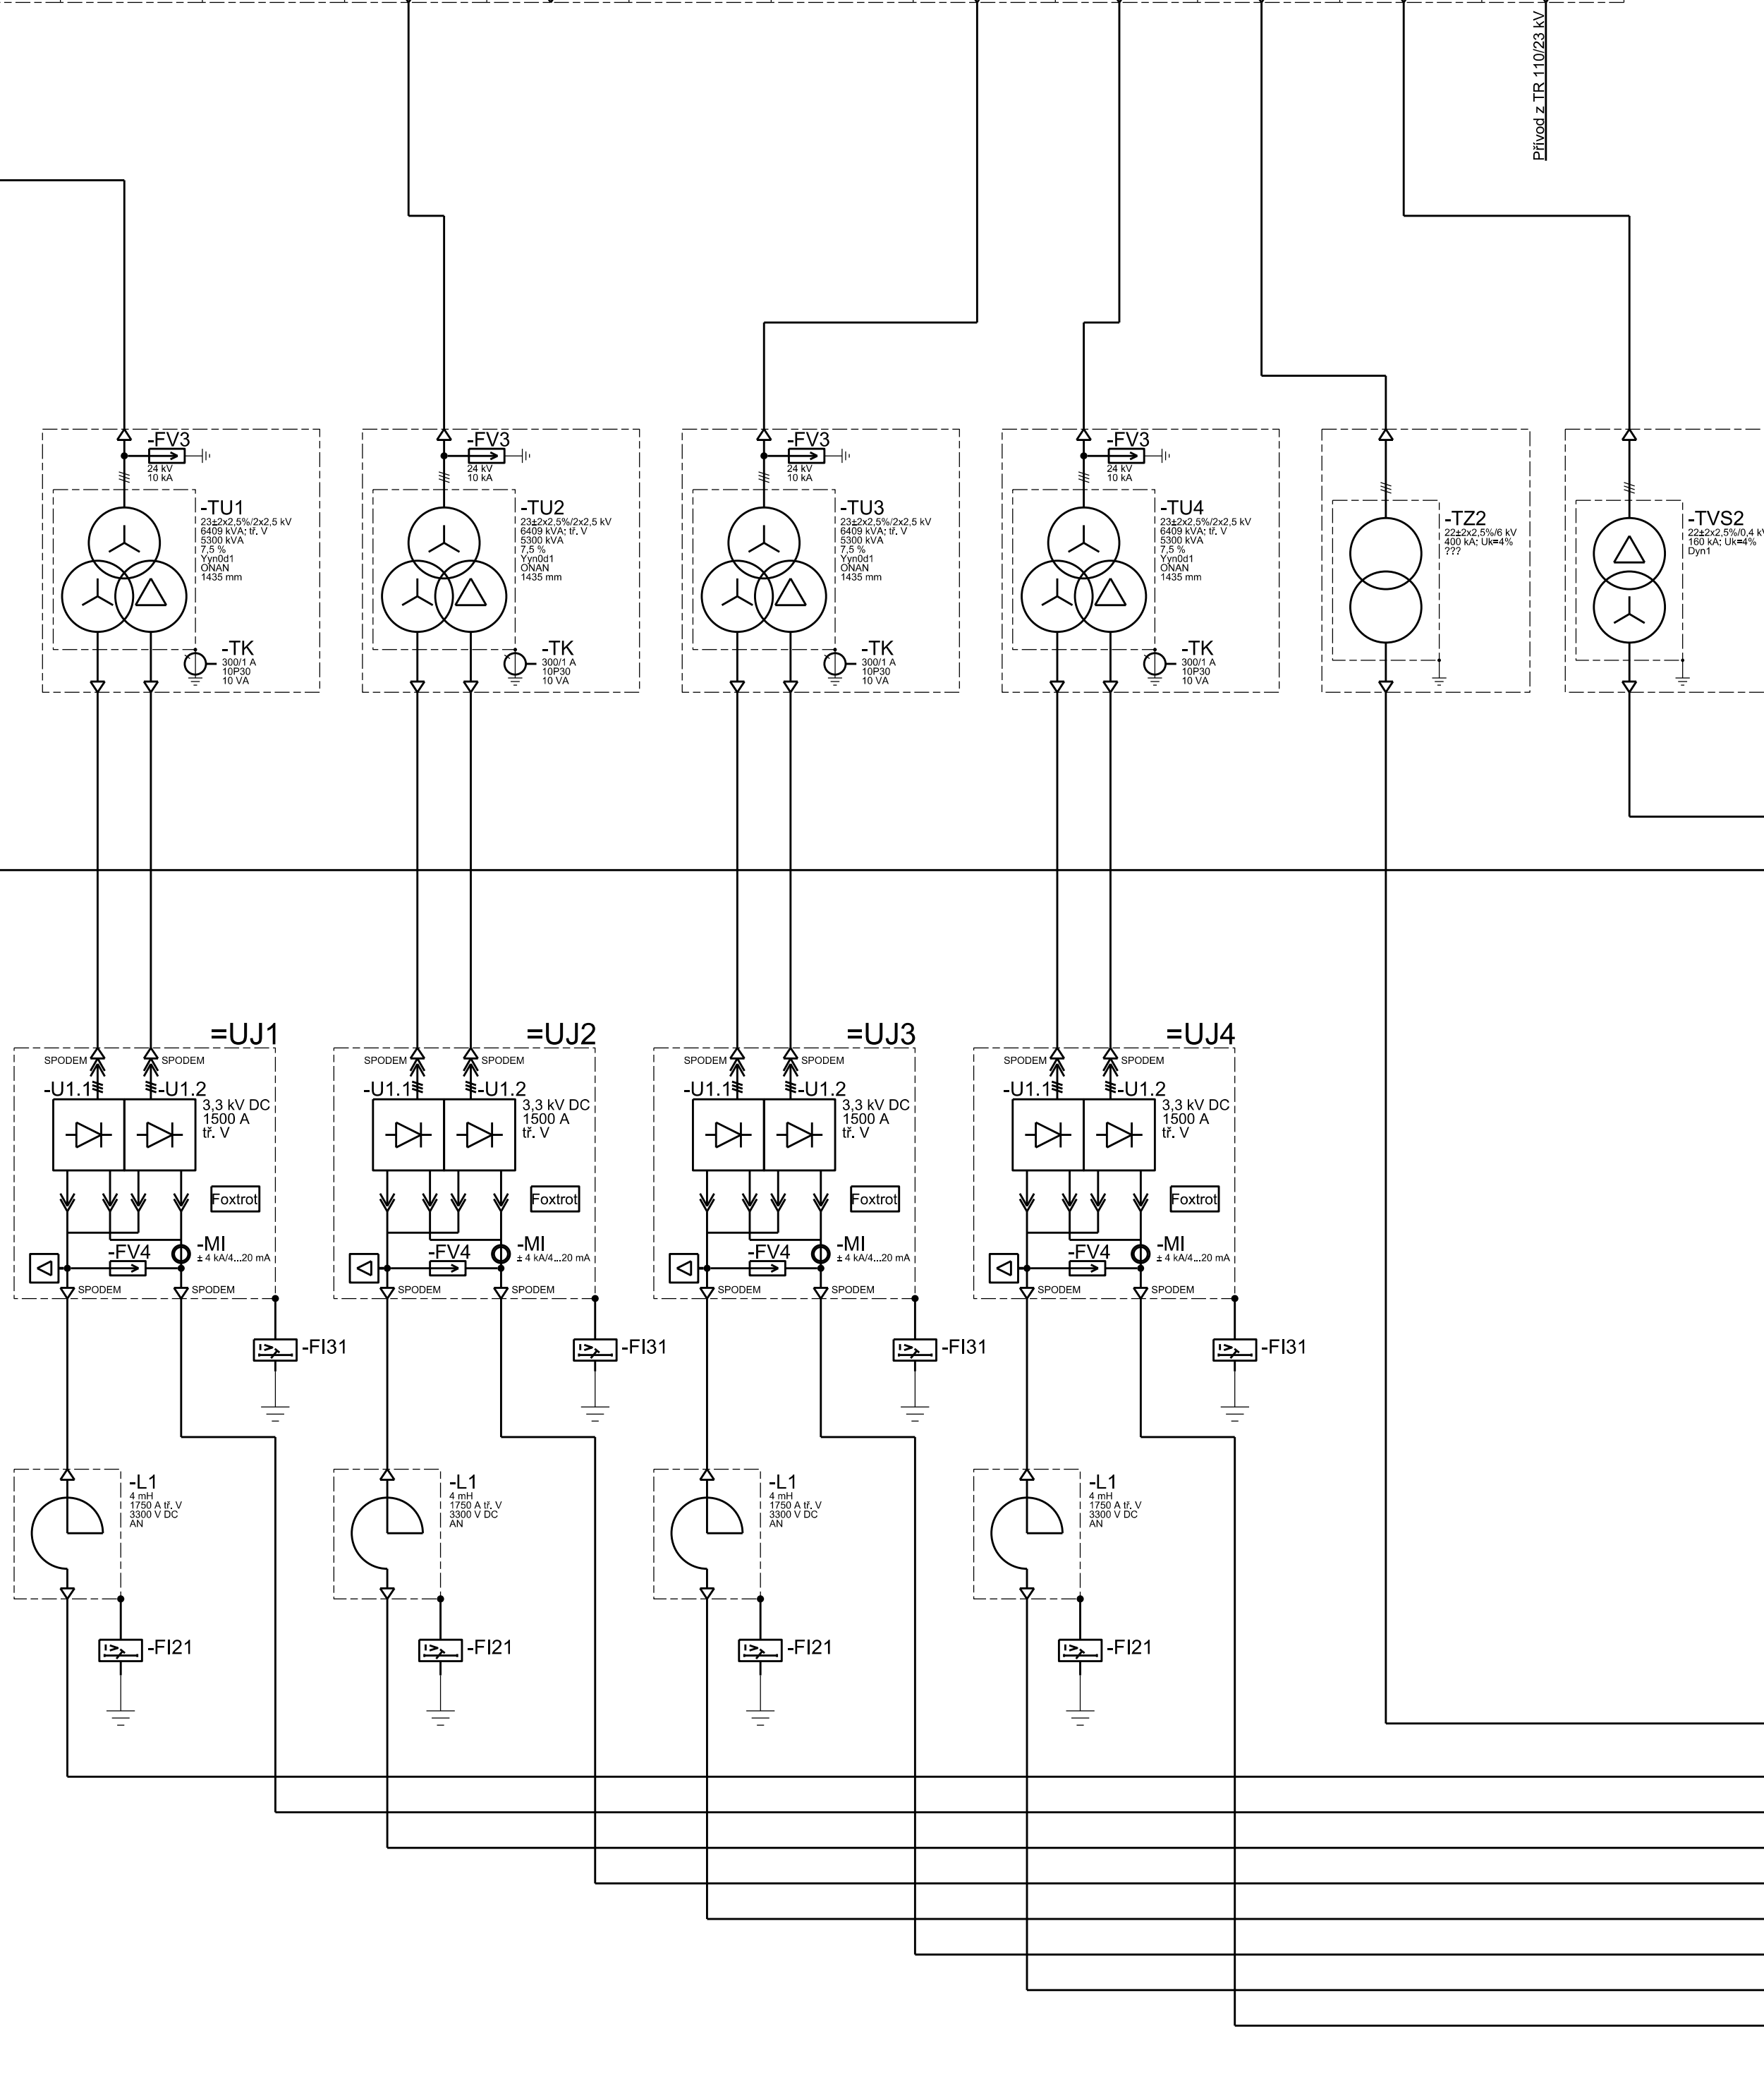 Přívod z TR 110/23 kV
-FV3
24 kV
10 kA
-TU1
23±2x2,5%/2x2,5 kV
6409 kVA; tř. V
5300 kVA
7,5 %
Yyn0d1
ONAN
1435 mm
-TK
300/1 A
10P30
10 VA
-FV3
24 kV
10 kA
-TU2
23±2x2,5%/2x2,5 kV
6409 kVA; tř. V
5300 kVA
7,5 %
Yyn0d1
ONAN
1435 mm
-TK
300/1 A
10P30
10 VA
-FV3
24 kV
10 kA
-TU3
23±2x2,5%/2x2,5 kV
6409 kVA; tř. V
5300 kVA
7,5 %
Yyn0d1
ONAN
1435 mm
-TK
300/1 A
10P30
10 VA
-FV3
24 kV
10 kA
-TU4
23±2x2,5%/2x2,5 kV
6409 kVA; tř. V
5300 kVA
7,5 %
Yyn0d1
ONAN
1435 mm
-TK
300/1 A
10P30
10 VA
-TZ2
22±2x2,5%/6 kV
400 kA; Uk=4%
???
-TVS2
22±2x2,5%/0,4 kV
160 kA; Uk=4%
Dyn1
=UJ1
SPODEM SPODEM
-U1.1 -U1.2
3,3 kV DC
1500 A
tř. V
Foxtrot
-MI
± 4 kA/4...20 mA
-FV4
SPODEM SPODEM
-FI31
=UJ2
SPODEM SPODEM
-U1.1 -U1.2
3,3 kV DC
1500 A
tř. V
Foxtrot
-MI
± 4 kA/4...20 mA
-FV4
SPODEM SPODEM
-FI31
=UJ3
SPODEM SPODEM
-U1.1 -U1.2
3,3 kV DC
1500 A
tř. V
Foxtrot
-MI
± 4 kA/4...20 mA
-FV4
SPODEM SPODEM
-FI31
=UJ4
SPODEM SPODEM
-U1.1 -U1.2
3,3 kV DC
1500 A
tř. V
Foxtrot
-MI
± 4 kA/4...20 mA
-FV4
SPODEM SPODEM
-FI31
-L1
4 mH
1750 A tř. V
3300 V DC
AN
-FI21
-L1
4 mH
1750 A tř. V
3300 V DC
AN
-FI21
-L1
4 mH
1750 A tř. V
3300 V DC
AN
-FI21
-L1
4 mH
1750 A tř. V
3300 V DC
AN
-FI21